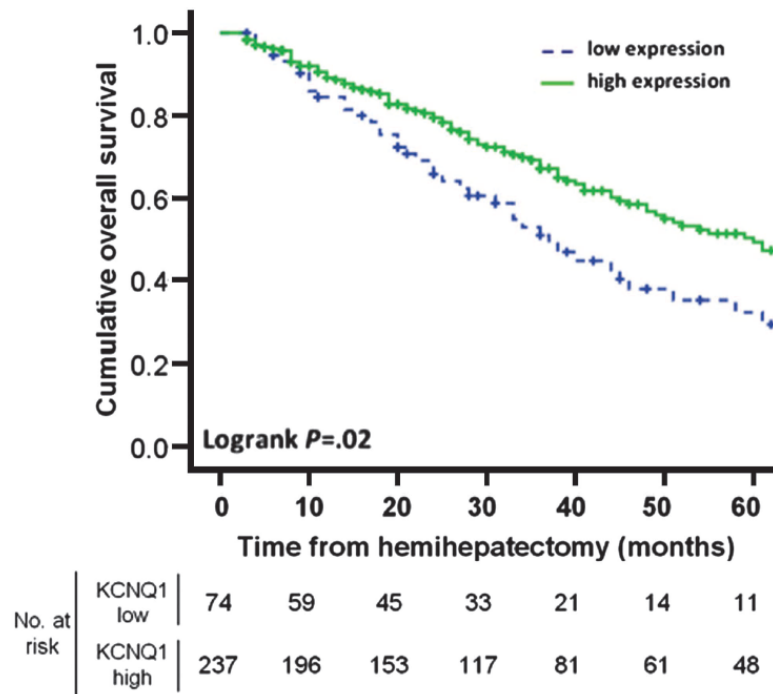 1.0
0.8
0.6
0.4
0.2
0.0
Cumulative overall survival
low expression
high expression
Logrank P=.02
0 10 20 30 40 50 60
Time from hemihepatectomy (months)
No. at
risk
KCNQ1
low
74 59 45 33 21 14 11
KCNQ1
high
237 196 153 117 81 61 48